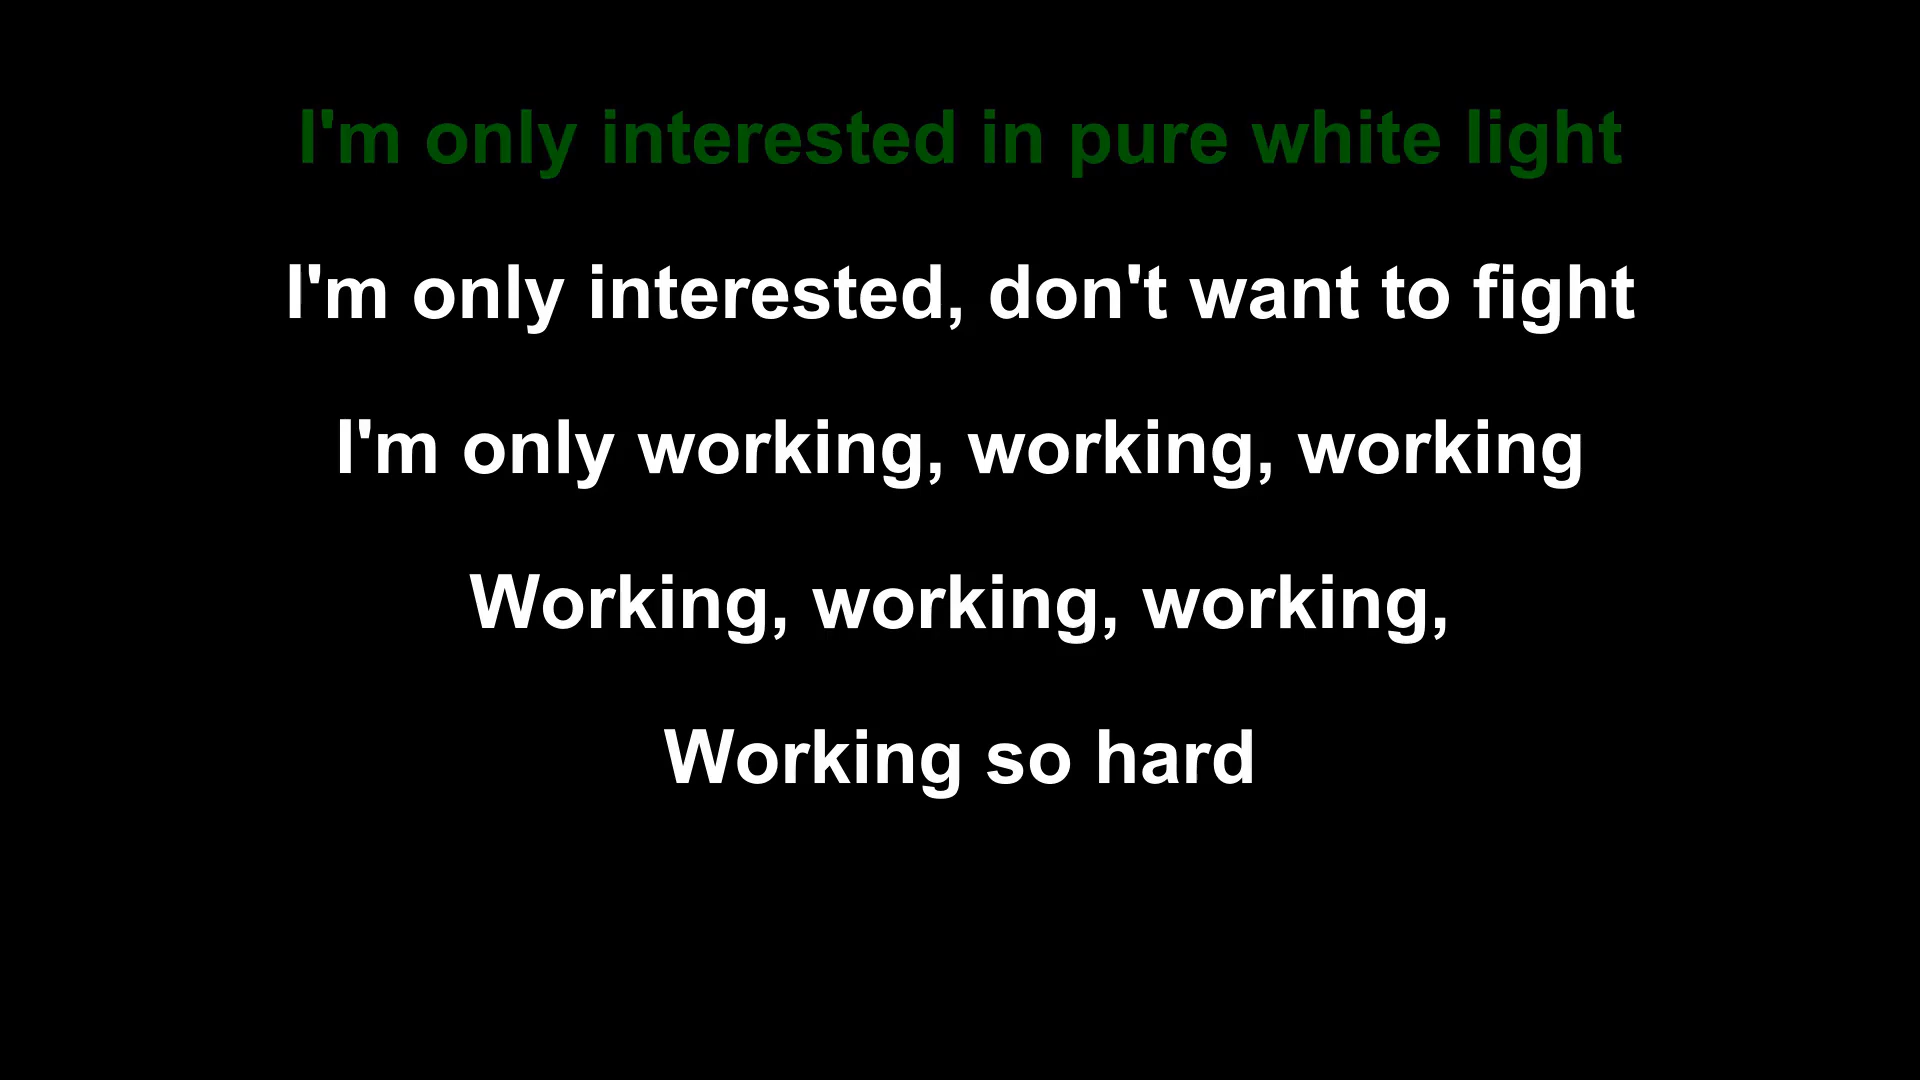 I'm only interested in pure white light
I'm only interested, don't want to fight
I'm only working, working, working
Working, working, working,
Working so hard